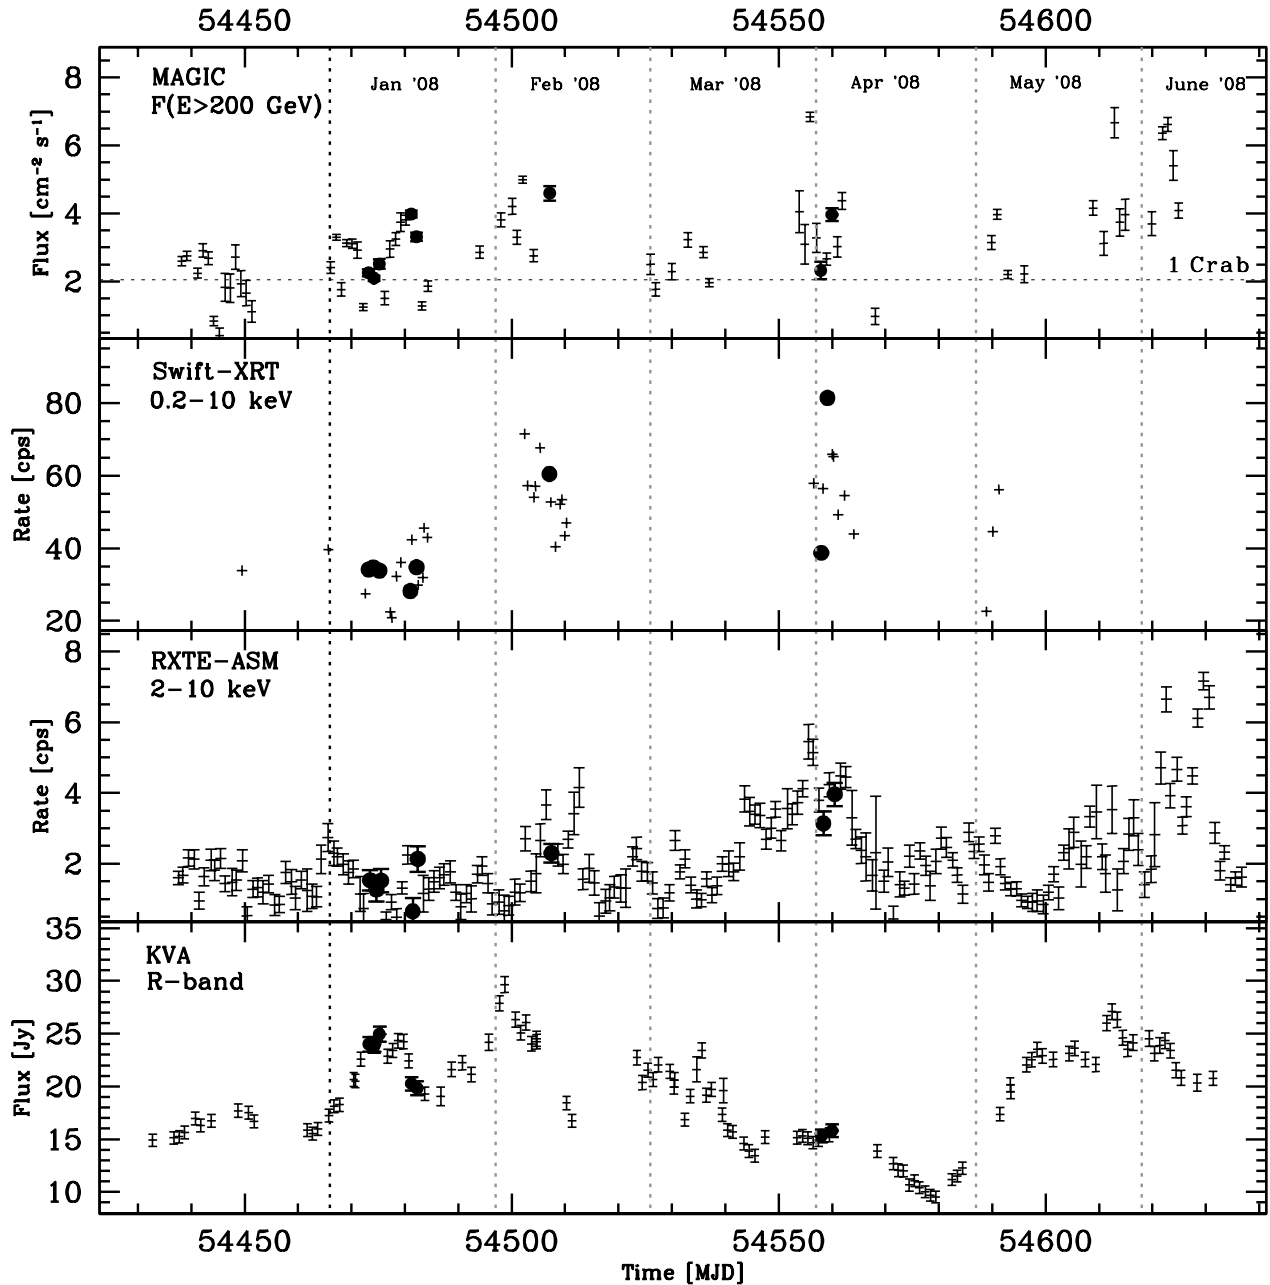 54450 54500 54550 54600
MAGIC
F(E>200 GeV)
Jan '08 Feb '08 Mar '08 Apr '08 May '08 June '08
8
6
4
2
Flux [cm⁻² s⁻¹]
1 Crab
Swift-XRT
0.2-10 keV
80
60
40
20
Rate [cps]
RXTE-ASM
2-10 keV
8
6
4
2
Rate [cps]
KVA
R-band
35
30
25
20
15
10
Flux [Jy]
54450 54500 54550 54600
Time [MJD]